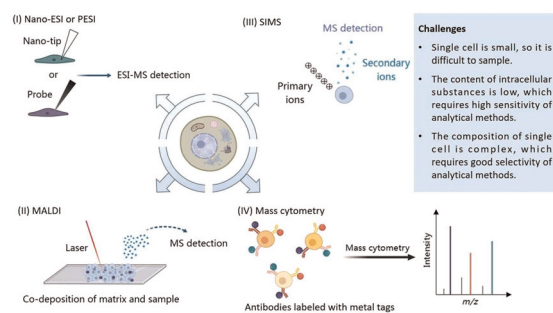 (I) Nano-ESI or PESI
Nano-tip
or
Probe
ESI-MS detection
(III) SIMS
MS detection
Secondary
ions
Primary
ions
Challenges
• Single cell is small, so it is
difficult to sample.
• The content of intracellular
substances is low, which
requires high sensitivity of
analytical methods.
• The composition of single
cell is complex, which
requires good selectivity of
analytical methods.
(II) MALDI
Laser
MS detection
Co-deposition of matrix and sample
(IV) Mass cytometry
Mass cytometry
Antibodies labeled with metal tags
Intensity
m/z